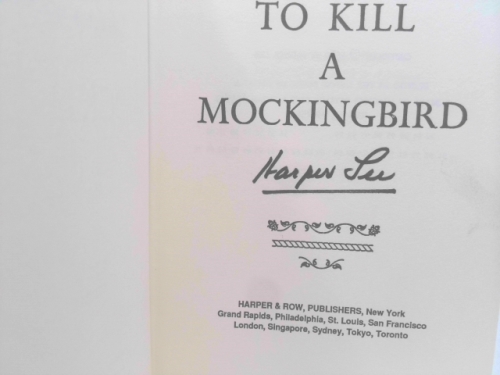 TO KILL
A
MOCKINGBIRD
Harper Lee
HARPER & ROW, PUBLISHERS, New York
Grand Rapids, Philadelphia, St. Louis, San Francisco
London, Singapore, Sydney, Tokyo, Toronto